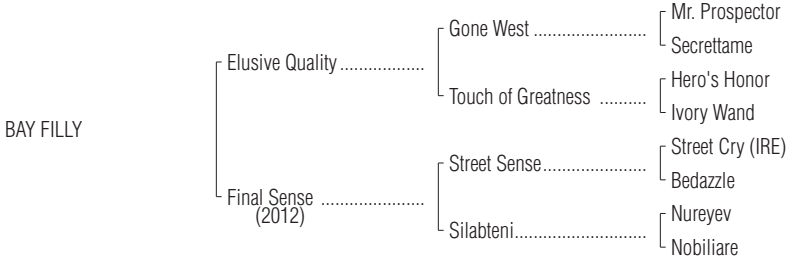 Mr. Prospector
Gone West ........................
Secrettame
Elusive Quality ..................
Hero's Honor
Touch of Greatness ..........
Ivory Wand
BAY FILLY
Street Cry (IRE)
Street Sense......................
Bedazzle
Final Sense ......................
(2012)
Nureyev
Silabteni............................
Nobiliare